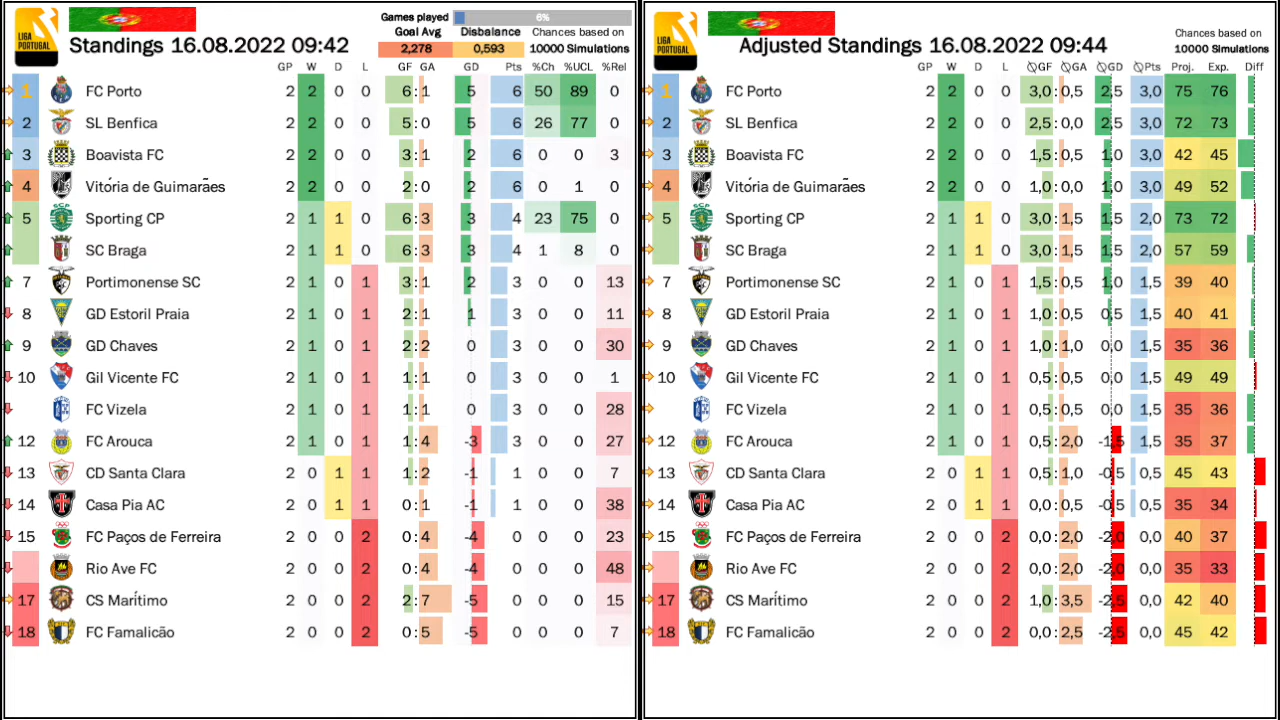 LIGA
PORTUGAL
Standings 16.08.2022 09:42
Games played 6%
Goal Avg Disbalance Chances based on
2,278 0,593 10000 Simulations
GP W D L GF GA GD Pts %Ch %UCL %Rel
1 FC Porto 2 2 0 0 6:1 5 6 50 89 0
2 SL Benfica 2 2 0 0 5:0 5 6 26 77 0
3 Boavista FC 2 2 0 0 3:1 2 6 0 0 3
4 Vitória de Guimarães 2 2 0 0 2:0 2 6 0 1 0
5 Sporting CP 2 1 1 0 6:3 3 4 23 75 0
SC Braga 2 1 1 0 6:3 3 4 1 8 0
7 Portimonense SC 2 1 0 1 3:1 2 3 0 0 13
8 GD Estoril Praia 2 1 0 1 2:1 1 3 0 0 11
9 GD Chaves 2 1 0 1 2:2 0 3 0 0 30
10 Gil Vicente FC 2 1 0 1 1:1 0 3 0 0 1
FC Vizela 2 1 0 1 1:1 0 3 0 0 28
12 FC Arouca 2 1 0 1 1:4 -3 3 0 0 27
13 CD Santa Clara 2 0 1 1 1:2 -1 1 0 0 7
14 Casa Pia AC 2 0 1 1 0:1 -1 1 0 0 38
15 FC Paços de Ferreira 2 0 0 2 0:4 -4 0 0 0 23
Rio Ave FC 2 0 0 2 0:4 -4 0 0 0 48
17 CS Marítimo 2 0 0 2 2:7 -5 0 0 0 15
18 FC Famalicão 2 0 0 2 0:5 -5 0 0 0 7
LIGA
PORTUGAL
Adjusted Standings 16.08.2022 09:44
Chances based on
10000 Simulations
GP W D L ∅GF ∅GA ∅GD ∅Pts Proj. Exp. Diff
1 FC Porto 2 2 0 0 3,0:0,5 2,5 3,0 75 76
2 SL Benfica 2 2 0 0 2,5:0,0 2,5 3,0 72 73
3 Boavista FC 2 2 0 0 1,5:0,5 1,0 3,0 42 45
4 Vitória de Guimarães 2 2 0 0 1,0:0,0 1,0 3,0 49 52
5 Sporting CP 2 1 1 0 3,0:1,5 1,5 2,0 73 72
SC Braga 2 1 1 0 3,0:1,5 1,5 2,0 57 59
7 Portimonense SC 2 1 0 1 1,5:0,5 1,0 1,5 39 40
8 GD Estoril Praia 2 1 0 1 1,0:0,5 0,5 1,5 40 41
9 GD Chaves 2 1 0 1 1,0:1,0 0,0 1,5 35 36
10 Gil Vicente FC 2 1 0 1 0,5:0,5 0,0 1,5 49 49
FC Vizela 2 1 0 1 0,5:0,5 0,0 1,5 35 36
12 FC Arouca 2 1 0 1 0,5:2,0 -1,5 1,5 35 37
13 CD Santa Clara 2 0 1 1 0,5:1,0 -0,5 0,5 45 43
14 Casa Pia AC 2 0 1 1 0,0:0,5 -0,5 0,5 35 34
15 FC Paços de Ferreira 2 0 0 2 0,0:2,0 -2,0 0,0 40 37
Rio Ave FC 2 0 0 2 0,0:2,0 -2,0 0,0 35 33
17 CS Marítimo 2 0 0 2 1,0:3,5 -2,5 0,0 42 40
18 FC Famalicão 2 0 0 2 0,0:2,5 -2,5 0,0 45 42